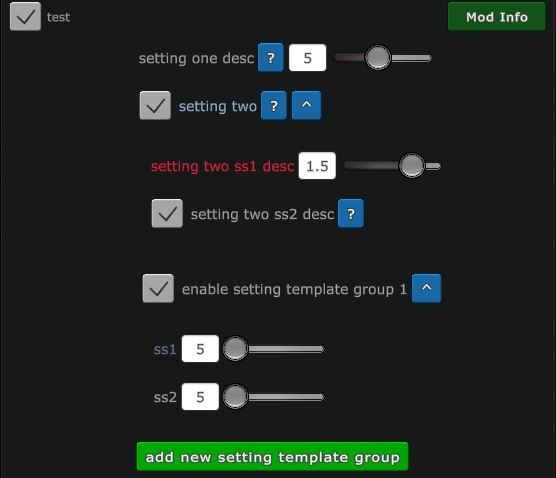 test
Mod Info
setting one desc ? 5
setting two ? ^
setting two ss1 desc 1.5
setting two ss2 desc ?
enable setting template group 1 ^
ss1 5
ss2 5
add new setting template group